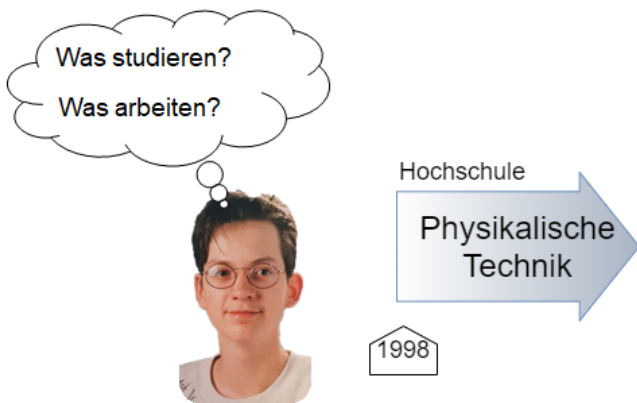 Was studieren?
Was arbeiten?
Hochschule
Physikalische
Technik
1998